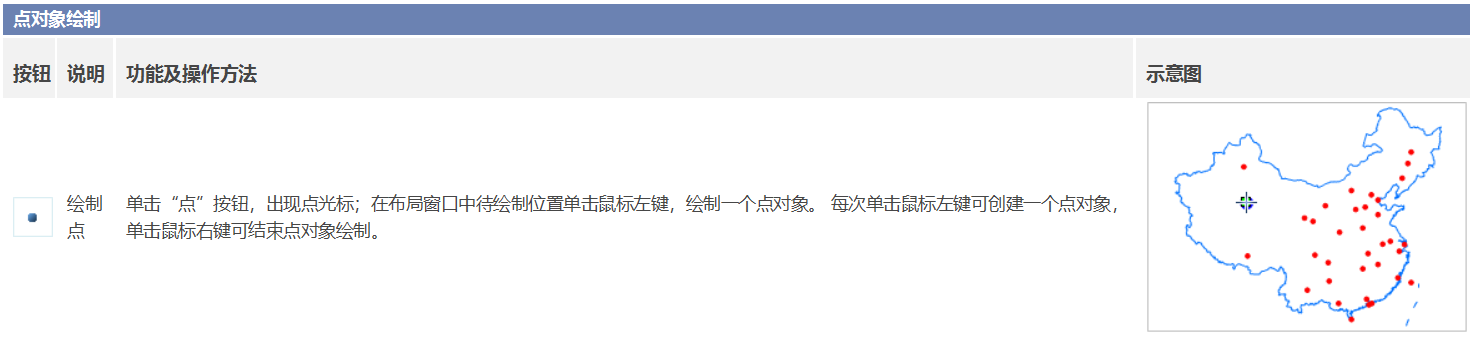 点对象绘制
按钮 说明 功能及操作方法 示意图
绘制点 单击“点”按钮，出现点光标；在布局窗口中待绘制位置单击鼠标左键，绘制一个点对象。 每次单击鼠标左键可创建一个点对象，
单击鼠标右键可结束点对象绘制。